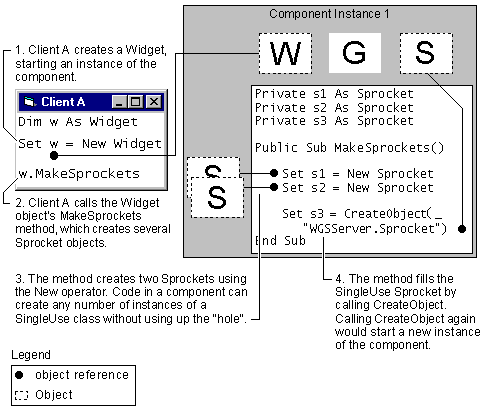 Component Instance 1
1. Client A creates a Widget,
starting an instance of the
component.
W G S
Client A
Dim w As Widget
Set w = New Widget
w.MakeSprockets
2. Client A calls the Widget
object's MakeSprockets
method, which creates several
Sprocket objects.
Private s1 As Sprocket
Private s2 As Sprocket
Private s3 As Sprocket
Public Sub MakeSprockets()
S
S
Set s1 = New Sprocket
Set s2 = New Sprocket
Set s3 = CreateObject(_
"WGSServer.Sprocket")
End Sub
3. The method creates two Sprockets using
the New operator. Code in a component can
create any number of instances of a
SingleUse class without using up the "hole".
4. The method fills the
SingleUse Sprocket by
calling CreateObject.
Calling CreateObject again
would start a new instance
of the component.
Legend
object reference
Object